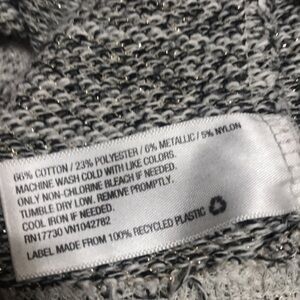 66% COTTON / 23% POLYESTER / 6% METALLIC / 5% NYLON
MACHINE WASH COLD WITH LIKE COLORS.
ONLY NON-CHLORINE BLEACH IF NEEDED.
TUMBLE DRY LOW. REMOVE PROMPTLY.
COOL IRON IF NEEDED.
RN17730 VN1042762
LABEL MADE FROM 100% RECYCLED PLASTIC